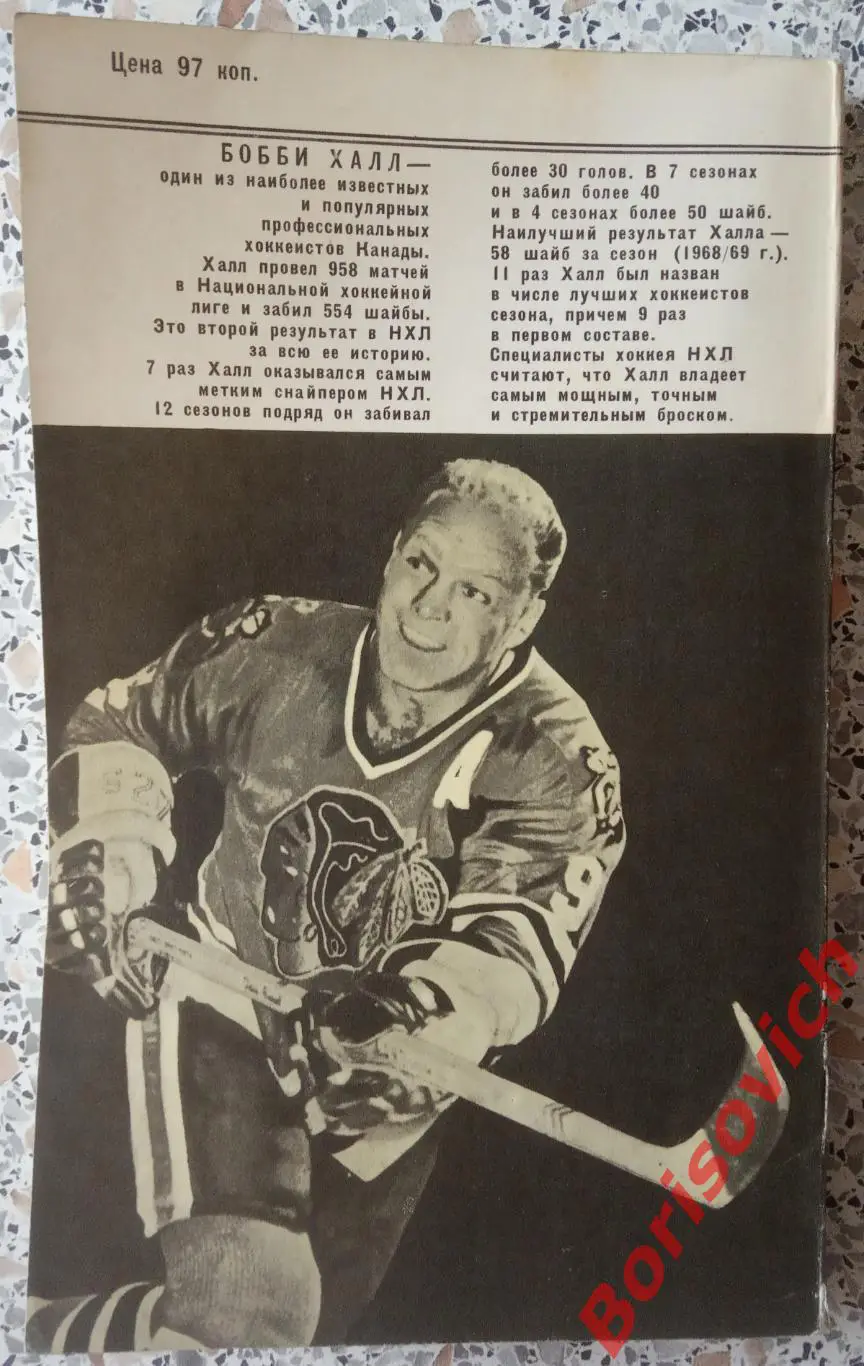 Цена 97 коп.
БОББИ ХАЛЛ—
один из наиболее известных
и популярных
профессиональных
хоккеистов Канады.
Халл провел 958 матчей
в Национальной хоккейной
лиге и забил 554 шайбы.
Это второй результат в НХЛ
за всю ее историю.
7 раз Халл оказывался самым
метким снайпером НХЛ.
12 сезонов подряд он забивал
более 30 голов. В 7 сезонах
он забил более 40
и в 4 сезонах более 50 шайб.
Наилучший результат Халла—
58 шайб за сезон (1968/69 г.).
11 раз Халл был назван
в числе лучших хоккеистов
сезона, причем 9 раз
в первом составе.
Специалисты хоккея НХЛ
считают, что Халл владеет
самым мощным, точным
и стремительным броском.
A
9
Borisovich